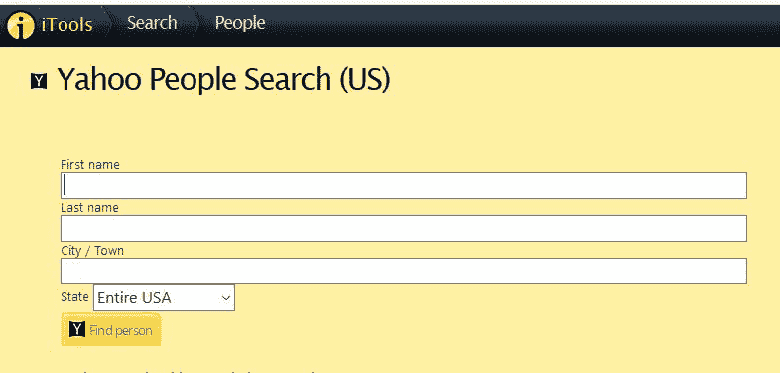 iTools Search People
Y Yahoo People Search (US)
First name
Last name
City / Town
State Entire USA
Y Find person